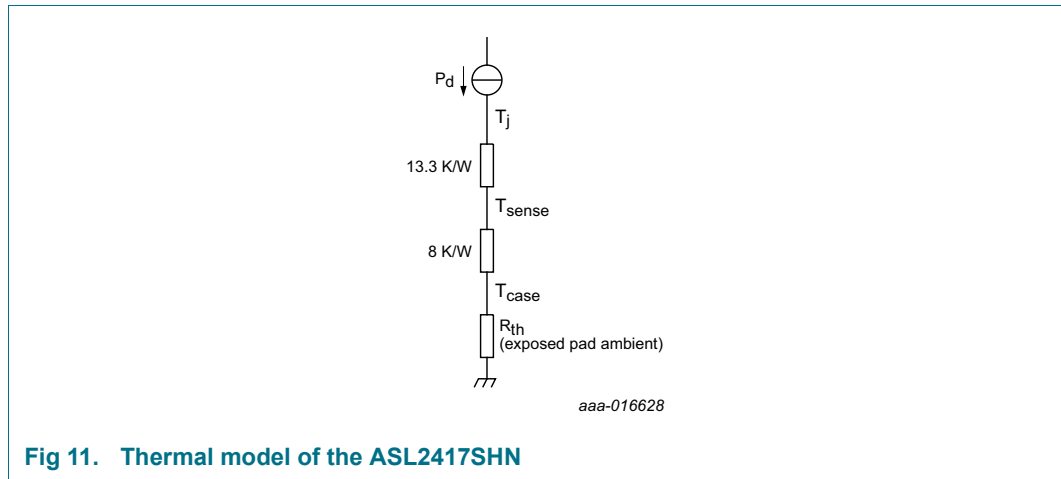 Pd
Tj
13.3 K/W
Tsense
8 K/W
Tcase
Rth
(exposed pad ambient)
aaa-016628
Fig 11. Thermal model of the ASL2417SHN